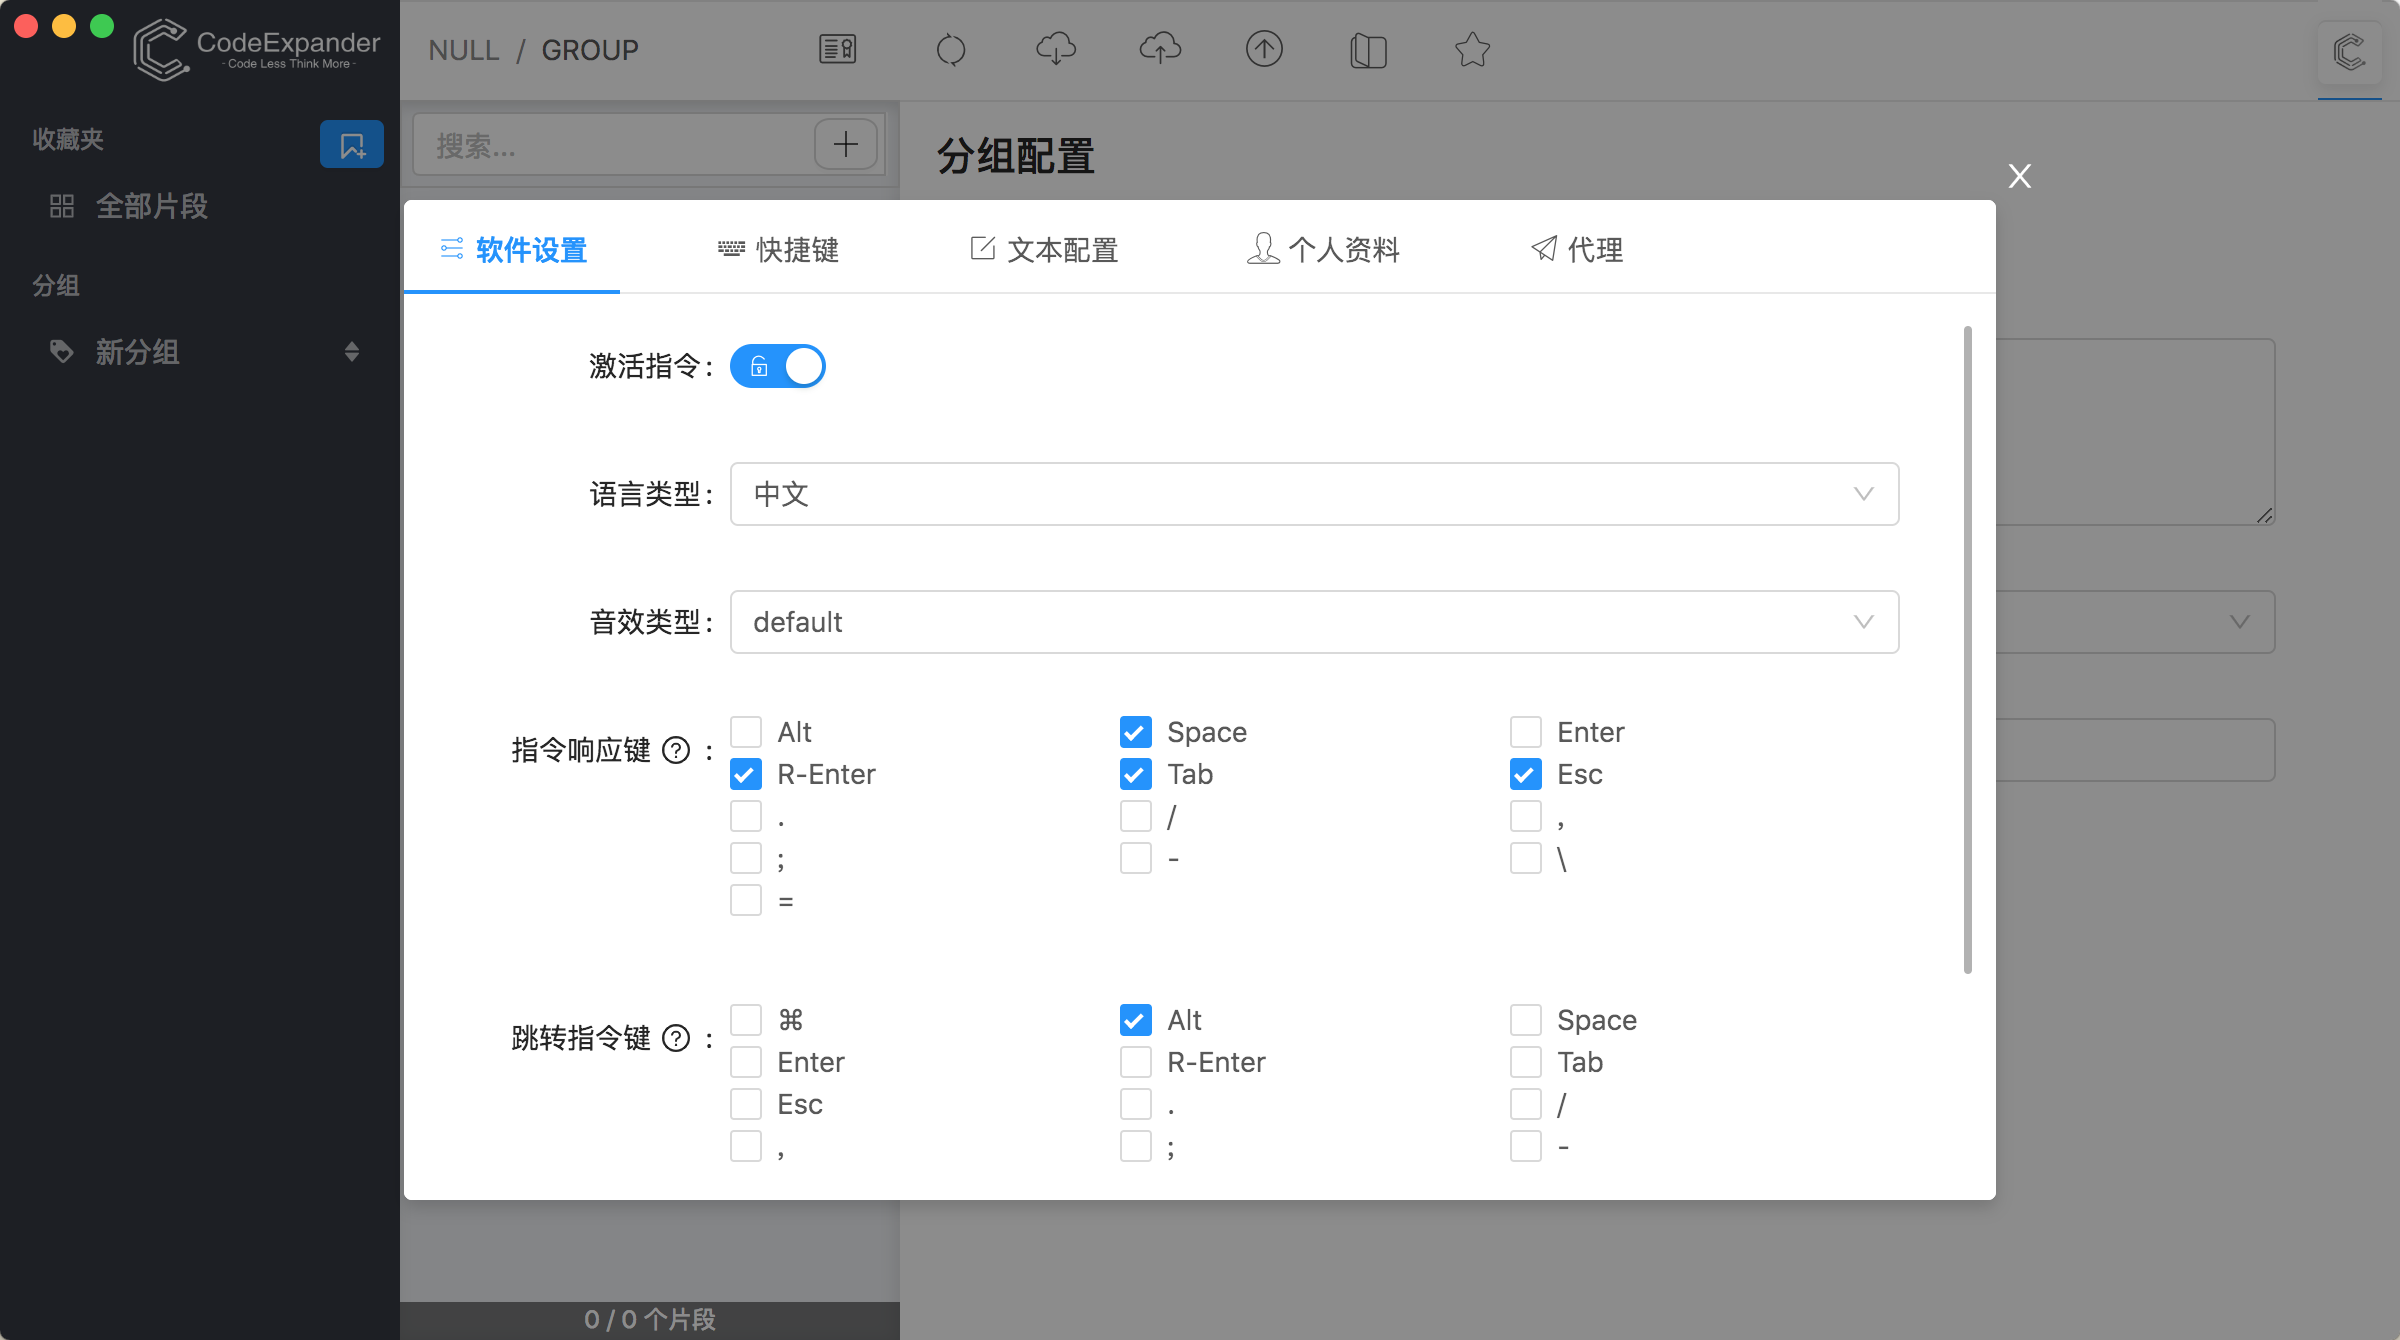 CodeExpander
- Code Less Think More -
NULL / GROUP
收藏夹
搜索...
分组配置
全部片段
分组
新分组
软件设置
快捷键
文本配置
个人资料
代理
激活指令:
语言类型:
中文
音效类型:
default
指令响应键 ? :
Alt
Space
Enter
R-Enter
Tab
Esc
.
/
,
;
-
\
=
跳转指令键 ? :
⌘
Alt
Space
Enter
R-Enter
Tab
Esc
.
/
,
;
-
0 / 0 个片段